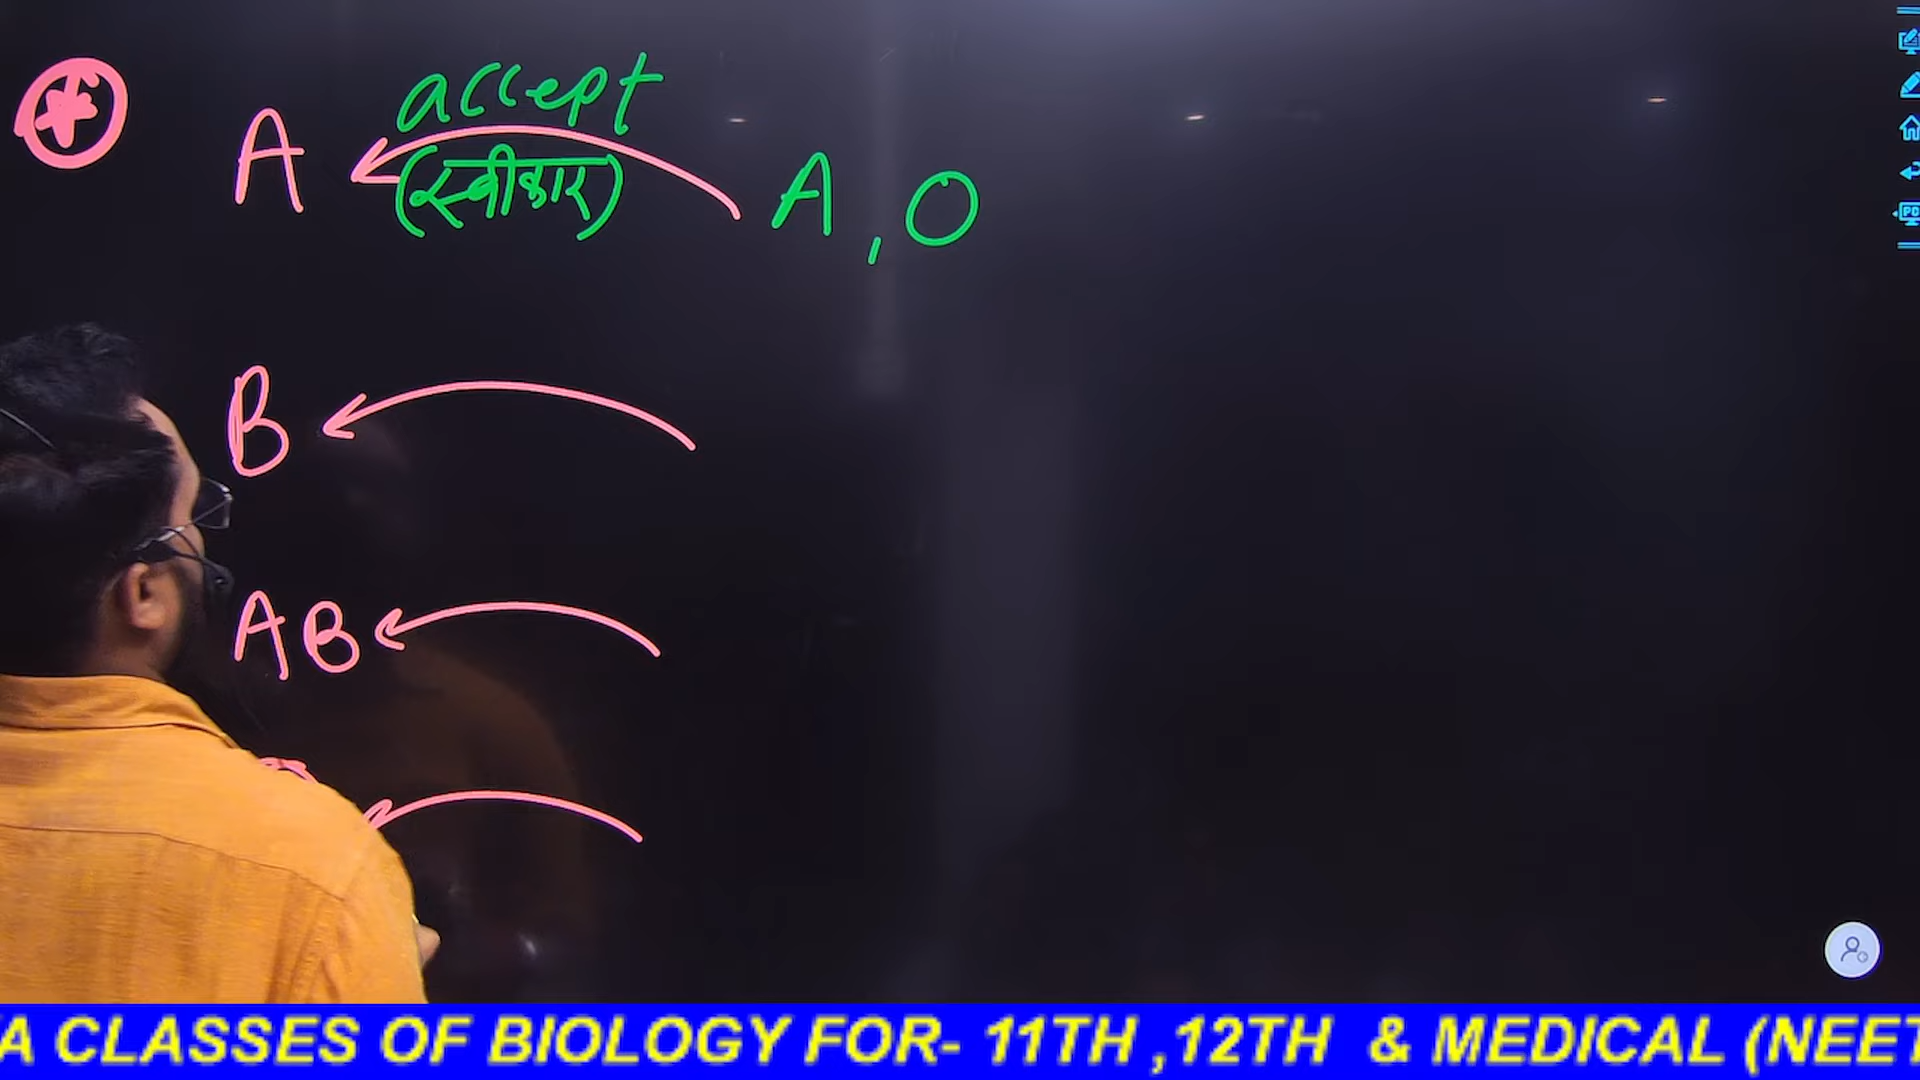 A accept A, O
(स्वीकार)
B
AB
A CLASSES OF BIOLOGY FOR- 11TH ,12TH & MEDICAL (NEET